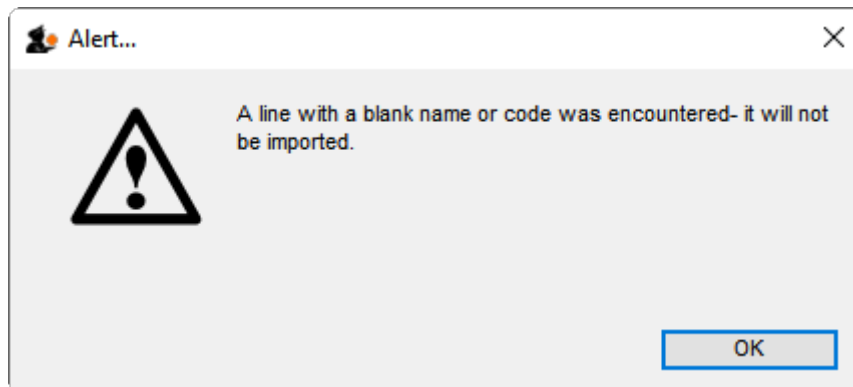 Alert...
A line with a blank name or code was encountered- it will not
be imported.
OK